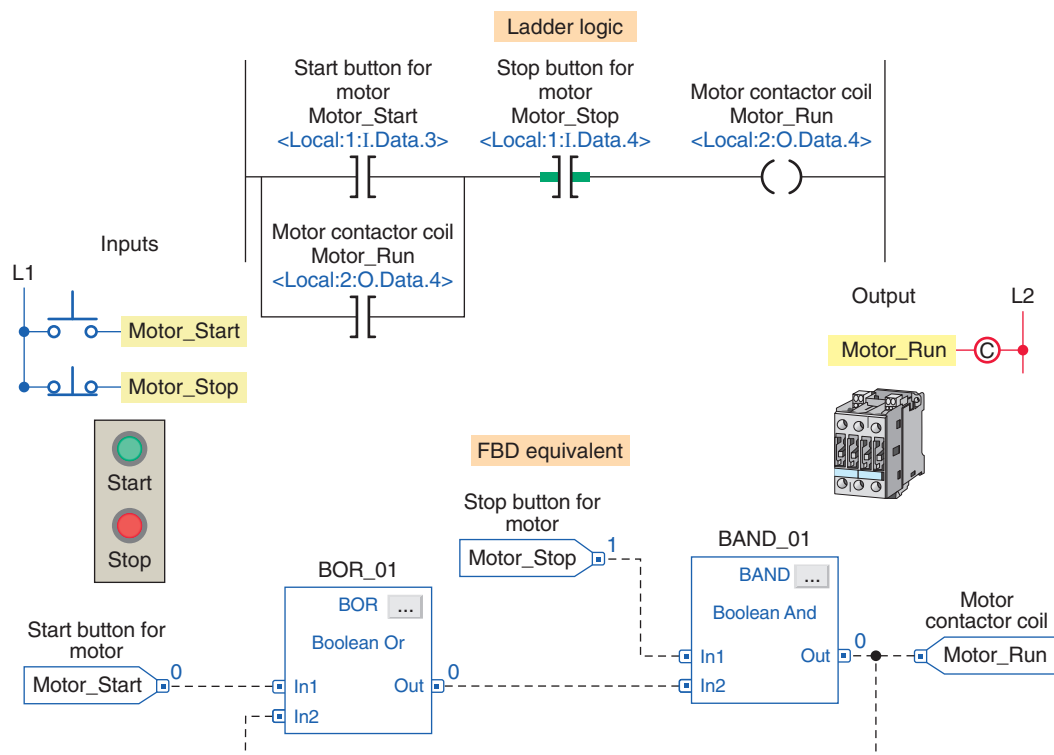 Ladder logic
Start button for
motor
Motor_Start
<Local:1:I.Data.3>
Stop button for
motor
Motor_Stop
<Local:1:I.Data.4>
Motor contactor coil
Motor_Run
<Local:2:O.Data.4>
Motor contactor coil
Motor_Run
<Local:2:O.Data.4>
Inputs
L1
Motor_Start
Motor_Stop
Start
Stop
Output
L2
Motor_Run
C
FBD equivalent
Stop button for
motor
Motor_Stop
1
BAND_01
BAND ...
Boolean And
In1
Out
0
In2
BOR_01
BOR ...
Boolean Or
In1
Out
0
In2
Start button for
motor
Motor_Start
0
Motor
contactor coil
Motor_Run